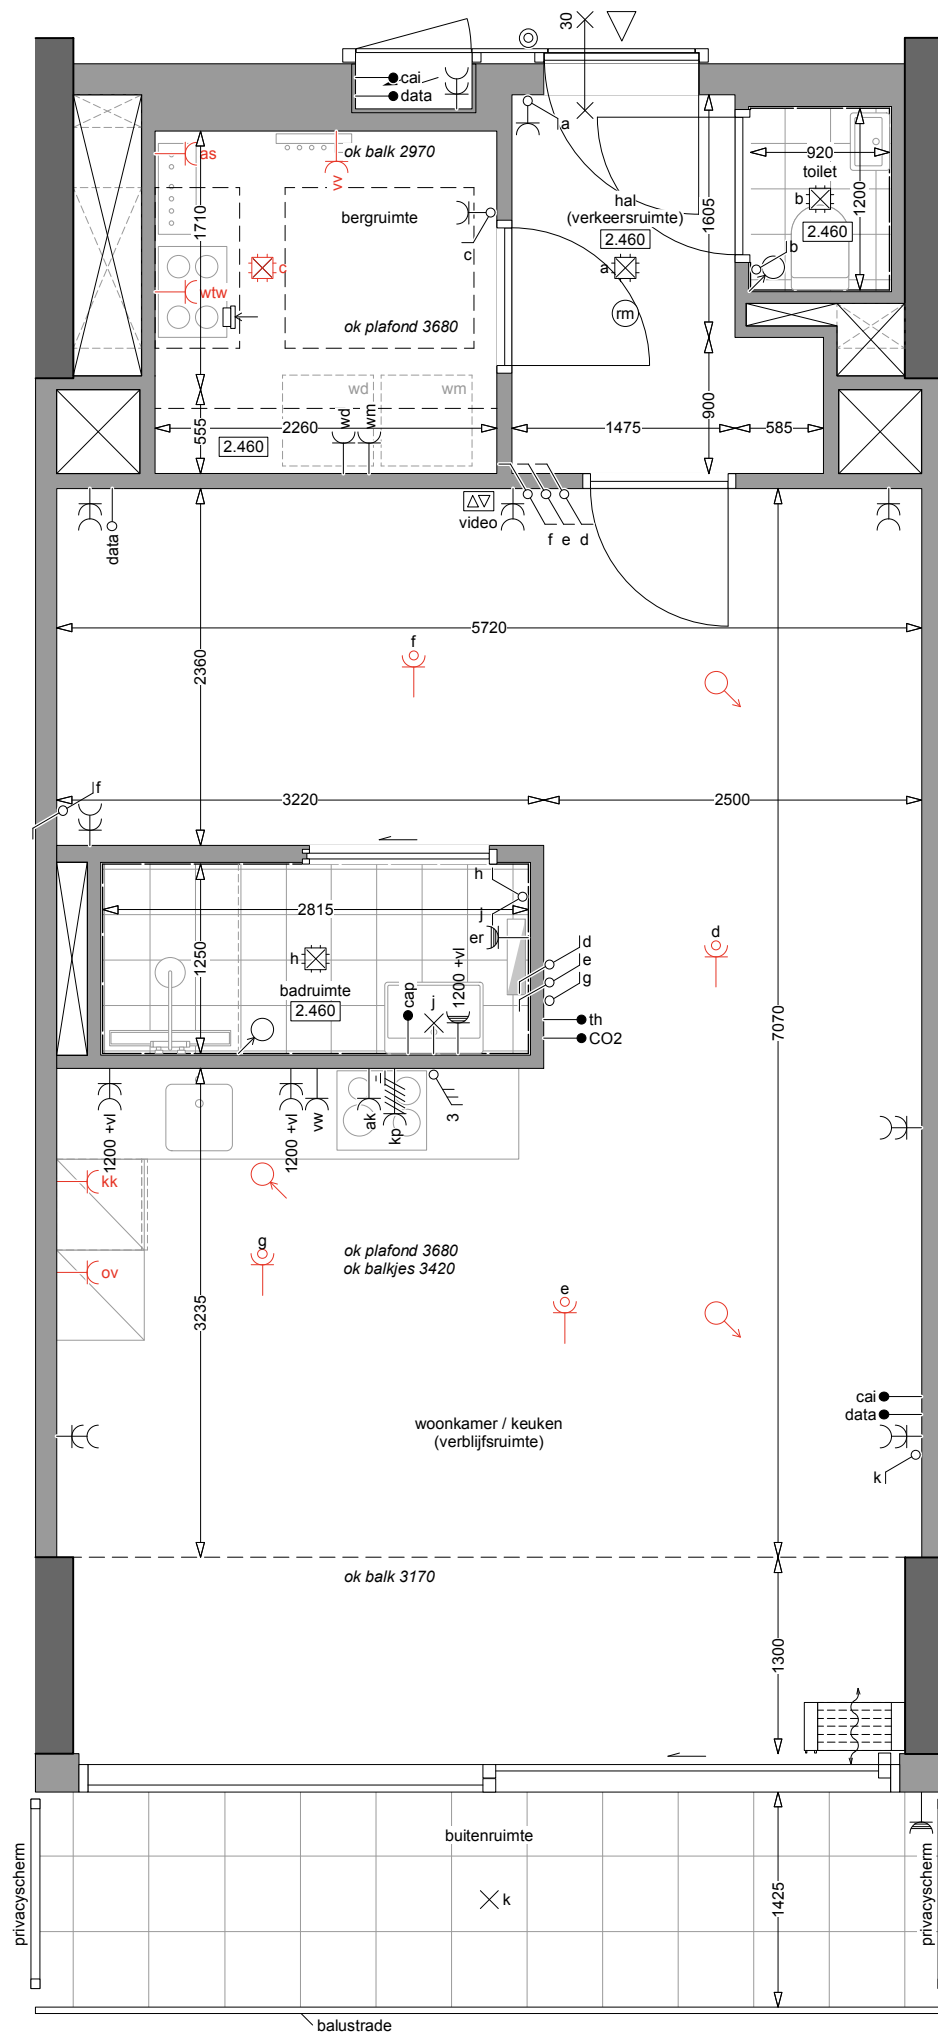 30
cai
data
a
as
vv
ok balk 2970
920
toilet
b
2.460
1200
b
1710
bergruimte
hal
(verkeersruimte)
2.460
1605
c
c
a
wtw
rm
ok plafond 3680
wd
wm
555
2260
wd
wm
2.460
1475
900
585
video
data
f e d
5720
f
2360
f
3220
2500
h
2815
j
er
d
1250
h
d
e
badruimte
2.460
cap
j
1200 +vl
g
th
CO2
7070
1200 +vl
1200 +vl
vw
ak
kp
3
kk
g
ok plafond 3680
ok balkjes 3420
ov
e
3235
cai
data
woonkamer / keuken
(verblijfsruimte)
k
ok balk 3170
1300
buitenruimte
privacyscherm
k
1425
privacyscherm
balustrade